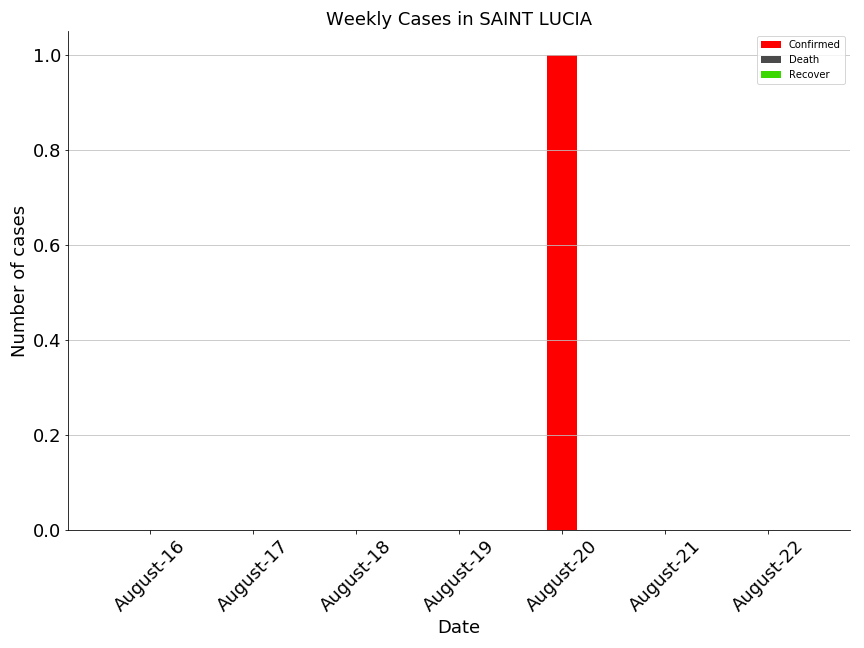 Weekly Cases in SAINT LUCIA
Confirmed
Death
Recover
Number of cases
1.0
0.8
0.6
0.4
0.2
0.0
August-16
August-17
August-18
August-19
August-20
August-21
August-22
Date